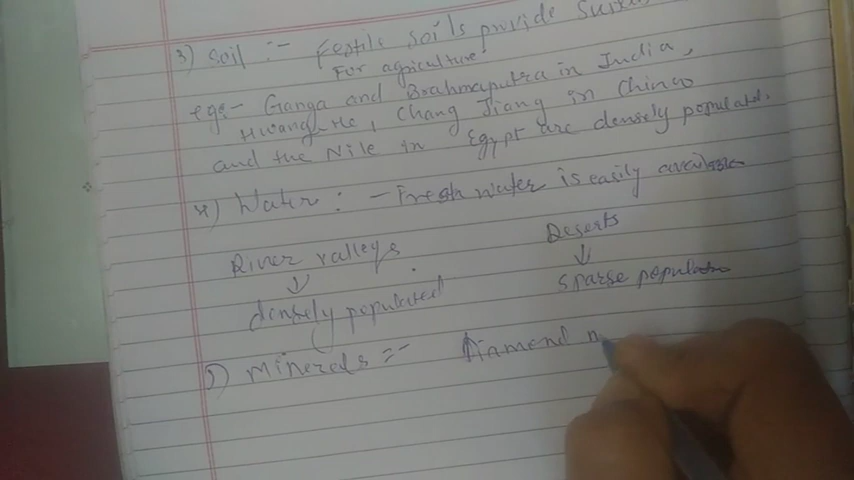 3) Soil :- Fertile soils provide
For agriculture.
eg:- Ganga and Brahmaputra in India,
Hwang-He, Chang Jiang in China
and the Nile in Egypt are densely populated.
4) Water : - Fresh water is easily available
River valleys Deserts
↓ ↓
densely populated sparse population
5) Minerals :- Diamond